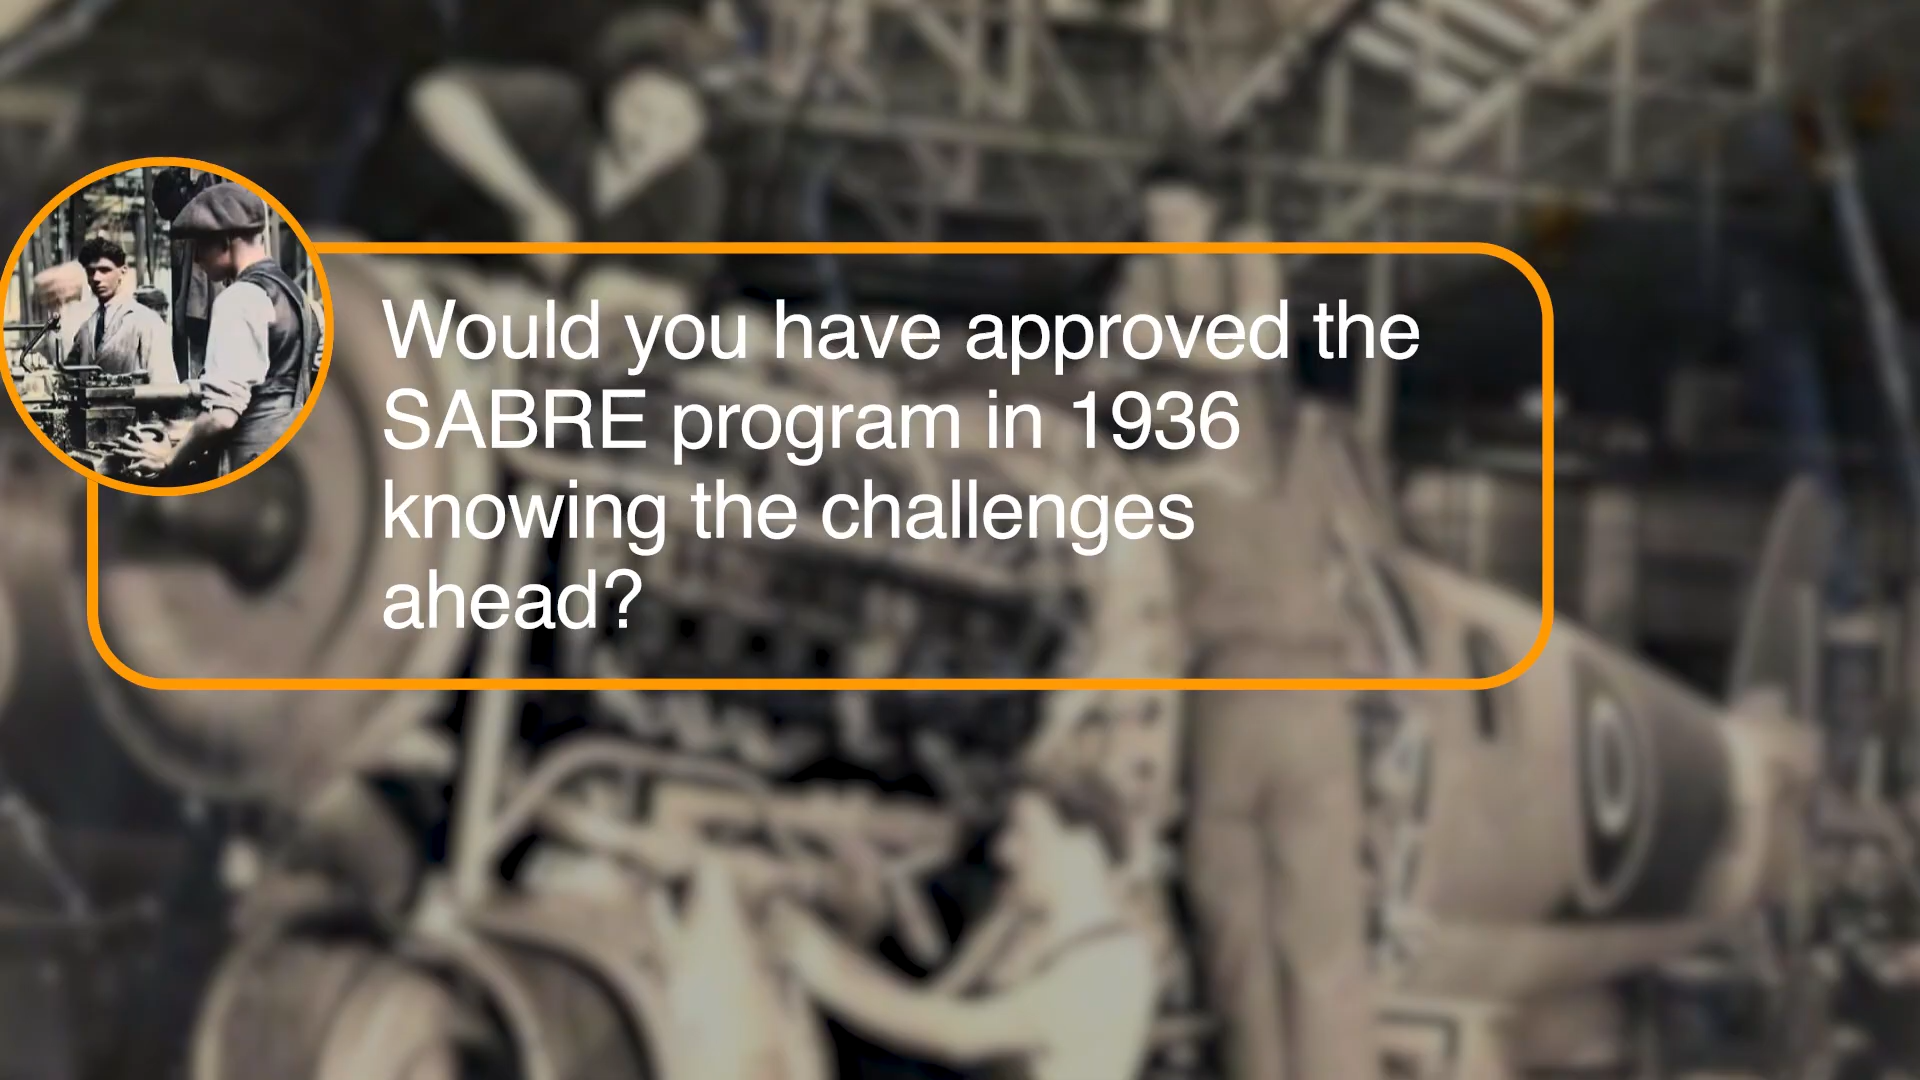 Would you have approved the
SABRE program in 1936
knowing the challenges
ahead?